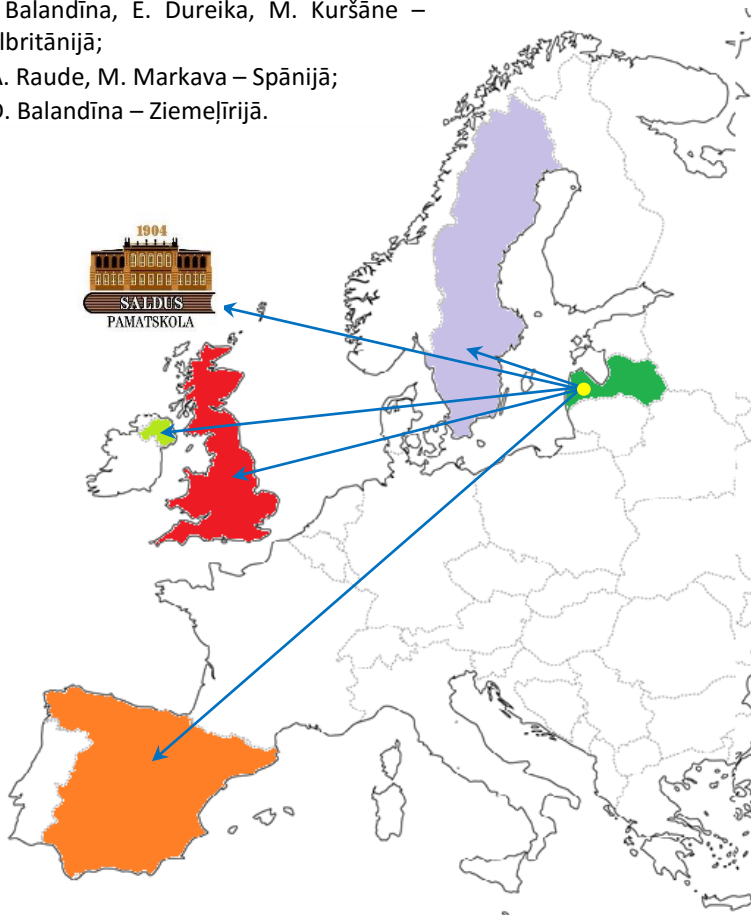 Balandīna, E. Dureika, M. Kuršāne –
lbritānijā;
A. Raude, M. Markava – Spānijā;
O. Balandīna – Ziemeļīrijā.
1904
SALDUS
PAMATSKOLA